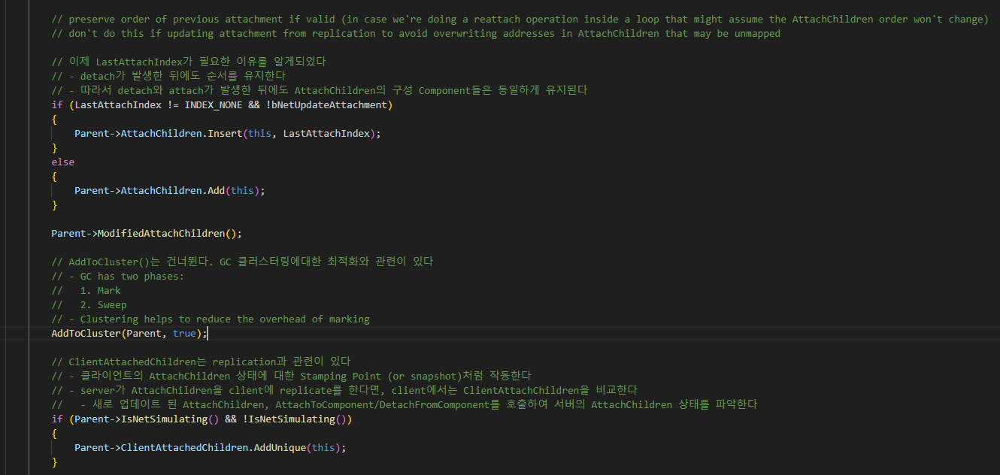 // preserve order of previous attachment if valid (in case we're doing a reattach operation inside a loop that might assume the AttachChildren order won't change)
// don't do this if updating attachment from replication to avoid overwriting addresses in AttachChildren that may be unmapped
// 이제 LastAttachIndex가 필요한 이유를 알게되었다
// - detach가 발생한 뒤에도 순서를 유지한다
// - 따라서 detach와 attach가 발생한 뒤에도 AttachChildren의 구성 Component들은 동일하게 유지된다
if (LastAttachIndex != INDEX_NONE && !bNetUpdateAttachment)
{
Parent->AttachChildren.Insert(this, LastAttachIndex);
}
else
{
Parent->AttachChildren.Add(this);
}
Parent->ModifiedAttachChildren();
// AddToCluster()는 건너뛴다. GC 클러스터링에대한 최적화와 관련이 있다
// - GC has two phases:
//   1. Mark
//   2. Sweep
// - Clustering helps to reduce the overhead of marking
AddToCluster(Parent, true);
// ClientAttachedChildren는 replication과 관련이 있다
// - 클라이언트의 AttachChildren 상태에 대한 Stamping Point (or snapshot)처럼 작동한다
// - server가 AttachChildren을 client에 replicate를 한다면, client에서는 ClientAttachChildren을 비교한다
//   - 새로 업데이트 된 AttachChildren, AttachToComponent/DetachFromComponent를 호출하여 서버의 AttachChildren 상태를 파악한다
if (Parent->IsNetSimulating() && !IsNetSimulating())
{
Parent->ClientAttachedChildren.AddUnique(this);
}